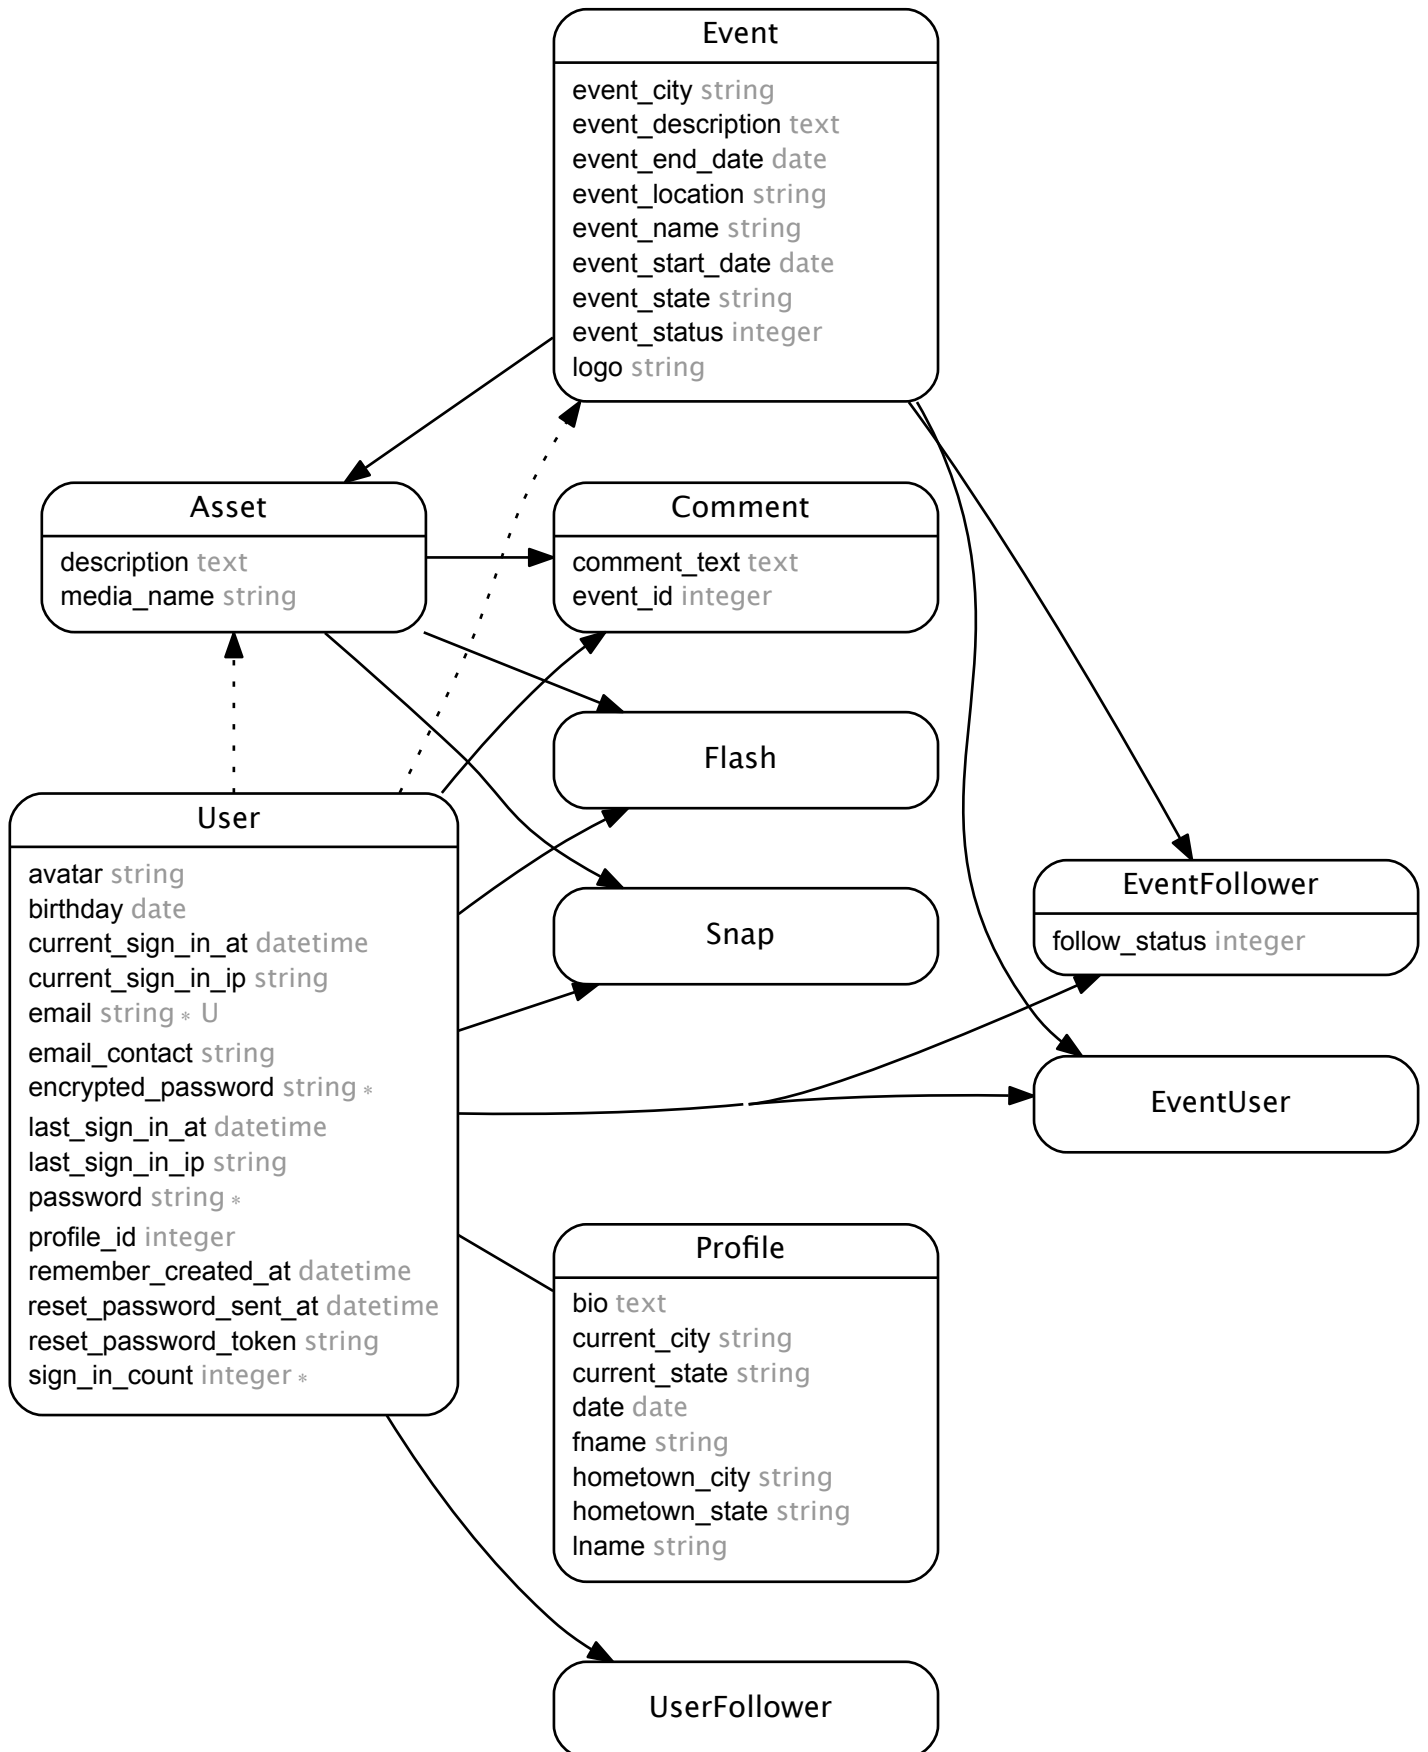 Event
event_city string
event_description text
event_end_date date
event_location string
event_name string
event_start_date date
event_state string
event_status integer
logo string
Asset
description text
media_name string
Comment
comment_text text
event_id integer
Flash
User
avatar string
birthday date
current_sign_in_at datetime
current_sign_in_ip string
email string * U
email_contact string
encrypted_password string *
last_sign_in_at datetime
last_sign_in_ip string
password string *
profile_id integer
remember_created_at datetime
reset_password_sent_at datetime
reset_password_token string
sign_in_count integer *
Snap
EventFollower
follow_status integer
EventUser
Profile
bio text
current_city string
current_state string
date date
fname string
hometown_city string
hometown_state string
lname string
UserFollower